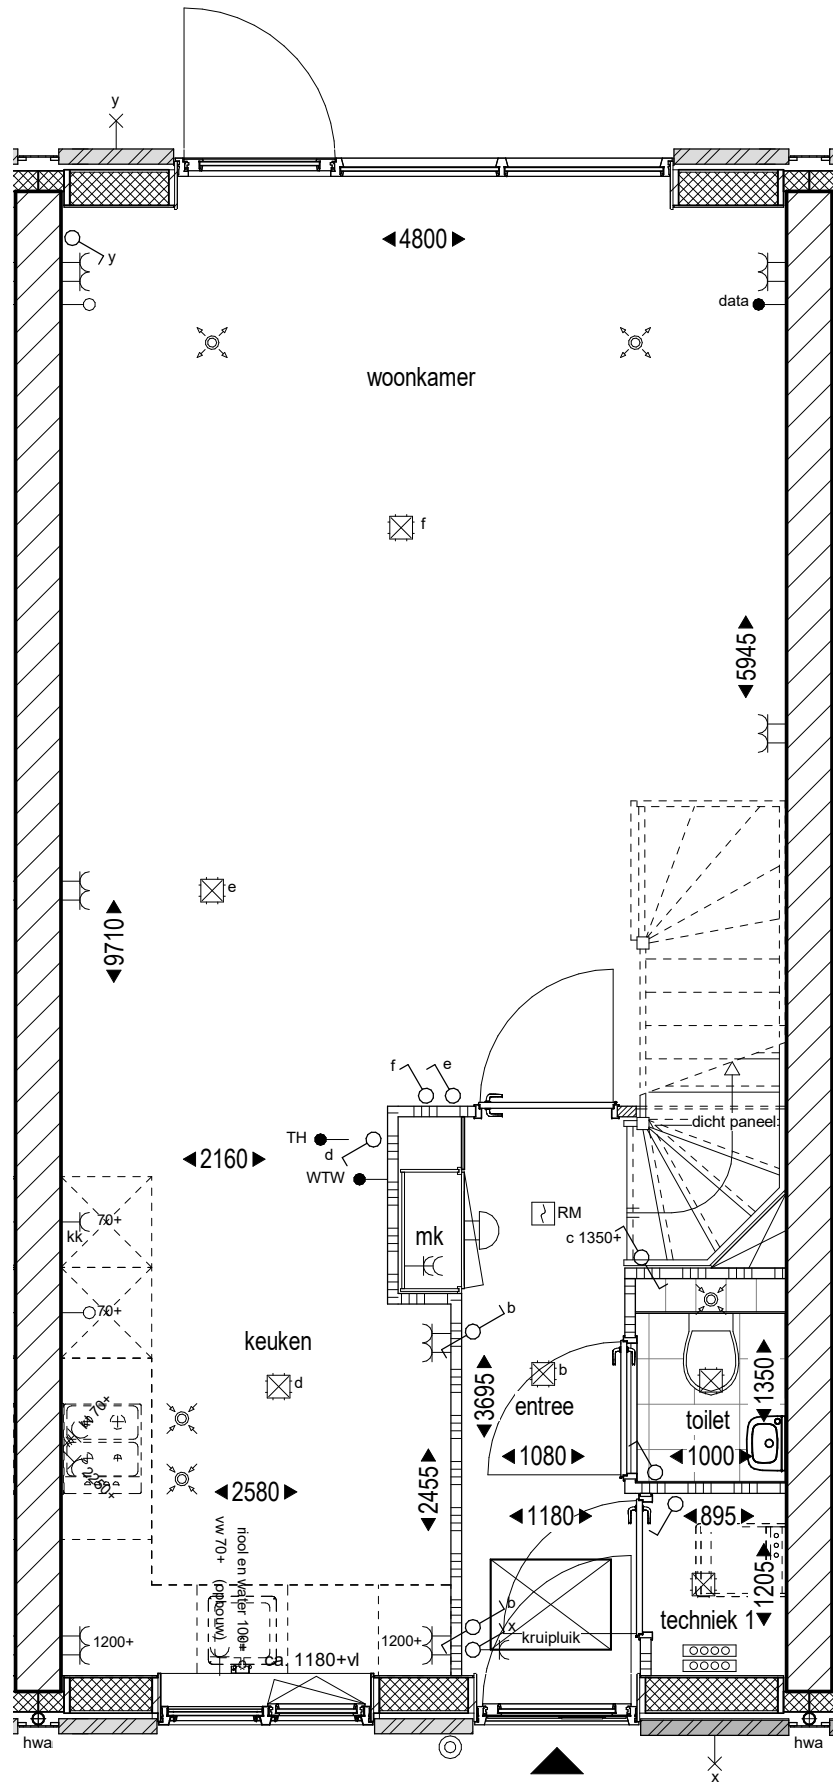 y
4800
y
data
woonkamer
f
5945
e
9710
f
e
dicht paneel
TH
d
WTW
2160
RM
70+
kk
mk
c 1350+
70+
b
keuken
d
b
3695
1350
entree
toilet
1080
1000
2455
2580
1180
895
1205
riool en water 100+
vw 70+ (opbouw)
b
x
techniek 1
1200+
1200+
kruipluik
ca. 1180+vl
hwa
hwa
x